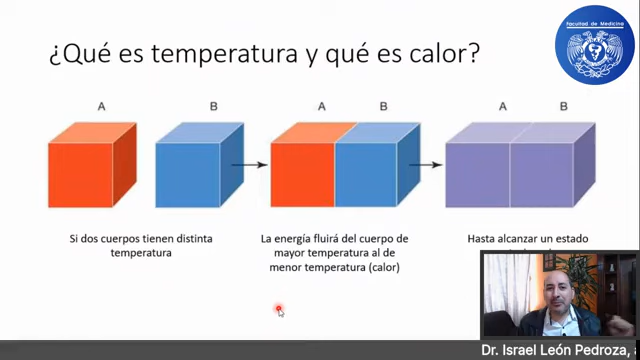 ¿Qué es temperatura y qué es calor?
Facultad de Medicina
A
B
A
B
A
B
Si dos cuerpos tienen distinta
temperatura
La energía fluirá del cuerpo de
mayor temperatura al de
menor temperatura (calor)
Hasta alcanzar un estado
Dr. Israel León Pedroza,